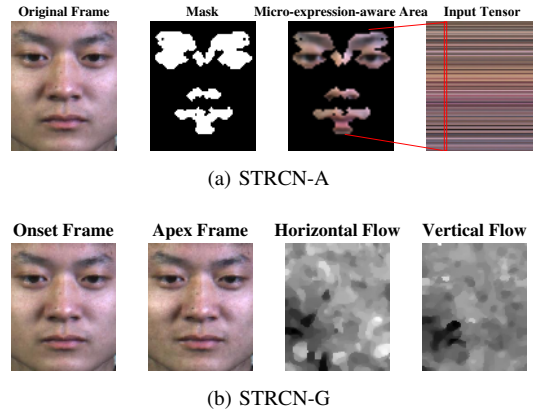 Original Frame Mask Micro-expression-aware Area Input Tensor
(a) STRCN-A
Onset Frame Apex Frame Horizontal Flow Vertical Flow
(b) STRCN-G